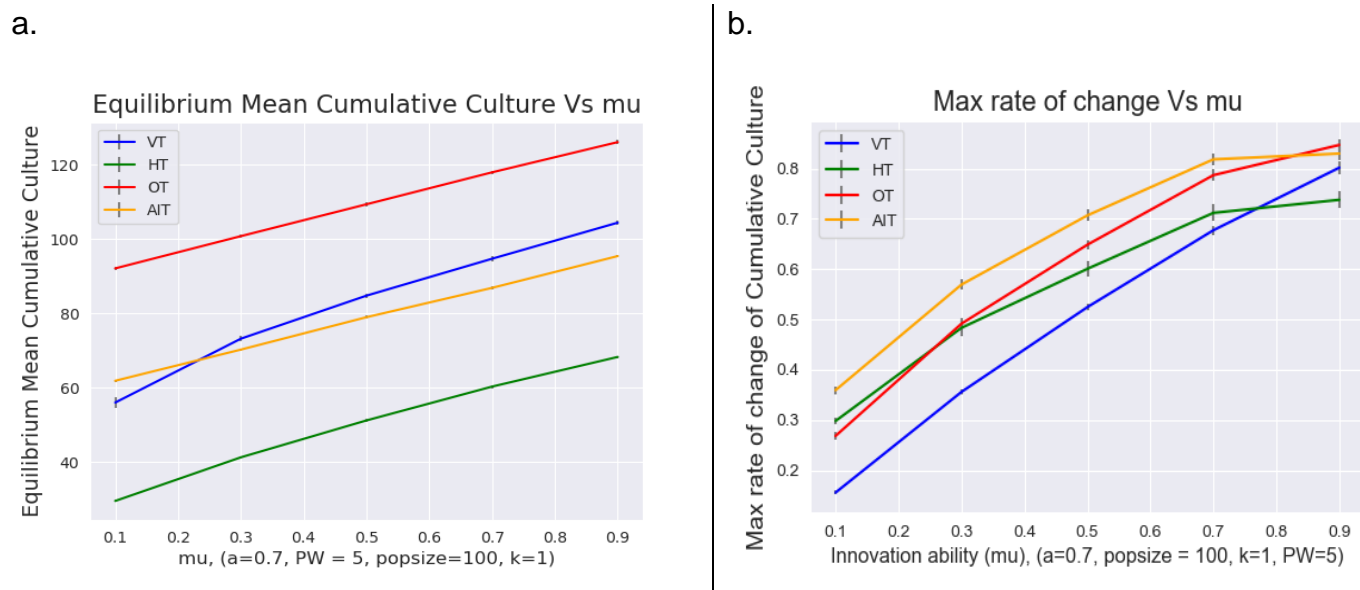 a.
Equilibrium Mean Cumulative Culture Vs mu
Equilibrium Mean Cumulative Culture
VT
HT
OT
AIT
120
100
80
60
40
0.1 0.2 0.3 0.4 0.5 0.6 0.7 0.8 0.9
mu, (a=0.7, PW = 5, popsize=100, k=1)
b.
Max rate of change Vs mu
Max rate of change of Cumulative Culture
VT
HT
OT
AIT
0.8
0.7
0.6
0.5
0.4
0.3
0.2
0.1 0.2 0.3 0.4 0.5 0.6 0.7 0.8 0.9
Innovation ability (mu), (a=0.7, popsize = 100, k=1, PW=5)